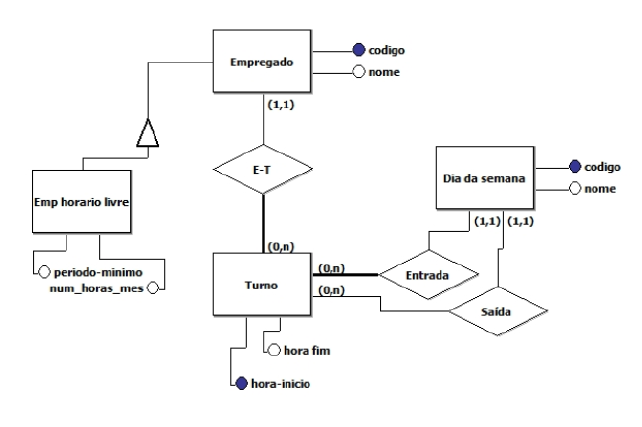 Empregado
codigo
nome
(1,1)
E-T
(0,n)
Emp horario livre
periodo-minimo
num_horas_mes
Dia da semana
codigo
nome
(1,1)
(1,1)
Entrada
(0,n)
Saída
(0,n)
Turno
hora fim
hora-inicio